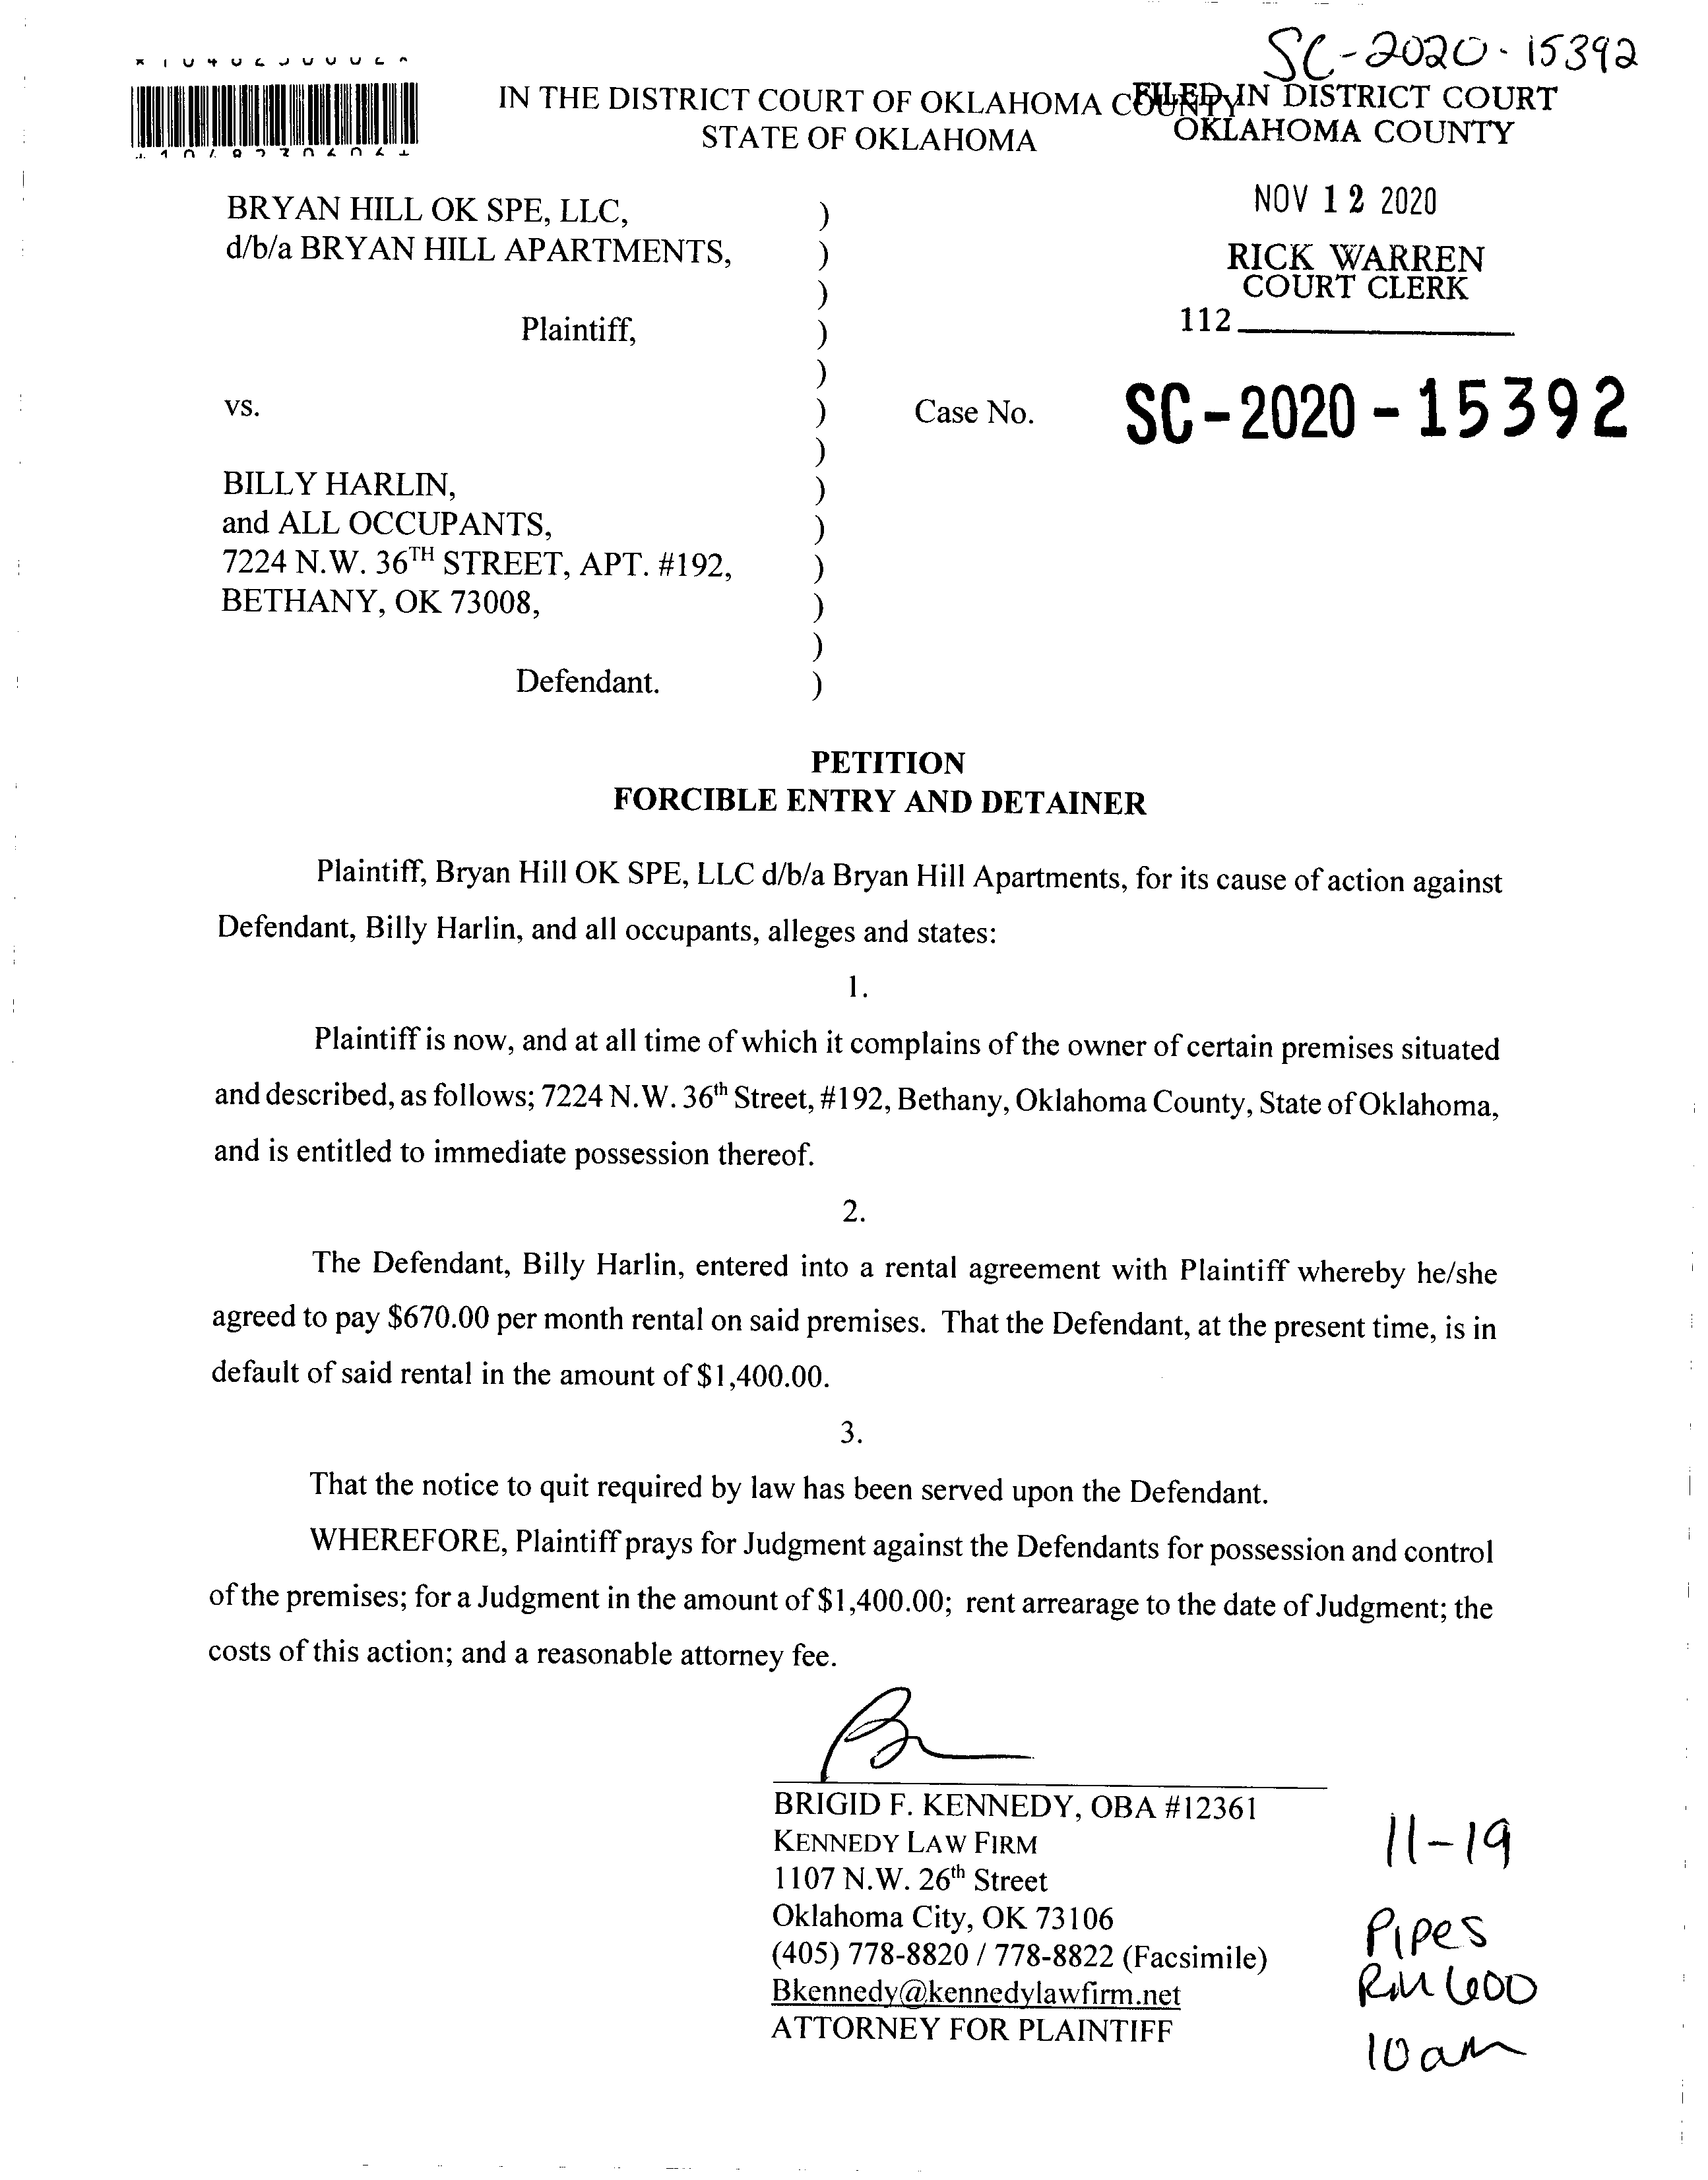 SC-2020-15392
IN THE DISTRICT COURT OF OKLAHOMA COUNTY
STATE OF OKLAHOMA
FILED IN DISTRICT COURT
OKLAHOMA COUNTY
NOV 12 2020
RICK WARREN
COURT CLERK
112
BRYAN HILL OK SPE, LLC, )
d/b/a BRYAN HILL APARTMENTS, )
)
Plaintiff, )
)
vs. ) Case No. SC-2020-15392
)
BILLY HARLIN, )
and ALL OCCUPANTS, )
7224 N.W. 36TH STREET, APT. #192, )
BETHANY, OK 73008, )
)
Defendant. )
PETITION
FORCIBLE ENTRY AND DETAINER
Plaintiff, Bryan Hill OK SPE, LLC d/b/a Bryan Hill Apartments, for its cause of action against
Defendant, Billy Harlin, and all occupants, alleges and states:
1.
Plaintiff is now, and at all time of which it complains of the owner of certain premises situated
and described, as follows; 7224 N.W. 36th Street, #192, Bethany, Oklahoma County, State of Oklahoma,
and is entitled to immediate possession thereof.
2.
The Defendant, Billy Harlin, entered into a rental agreement with Plaintiff whereby he/she
agreed to pay $670.00 per month rental on said premises. That the Defendant, at the present time, is in
default of said rental in the amount of $1,400.00.
3.
That the notice to quit required by law has been served upon the Defendant.
WHEREFORE, Plaintiff prays for Judgment against the Defendants for possession and control
of the premises; for a Judgment in the amount of $1,400.00; rent arrearage to the date of Judgment; the
costs of this action; and a reasonable attorney fee.
BRIGID F. KENNEDY, OBA #12361
KENNEDY LAW FIRM
1107 N.W. 26th Street
Oklahoma City, OK 73106
(405) 778-8820 / 778-8822 (Facsimile)
Bkennedy@kennedylawfirm.net
ATTORNEY FOR PLAINTIFF
11-19
Pipes
RM 600
10am